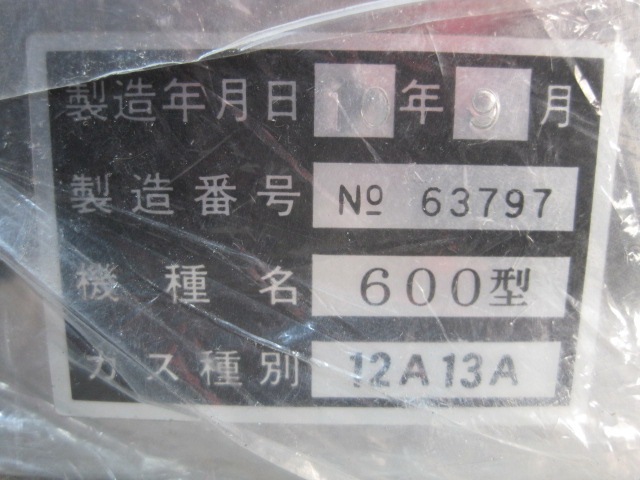 製造年月日 10年9月
製造番号 № 63797
機種名 600型
ガス種別 12A13A